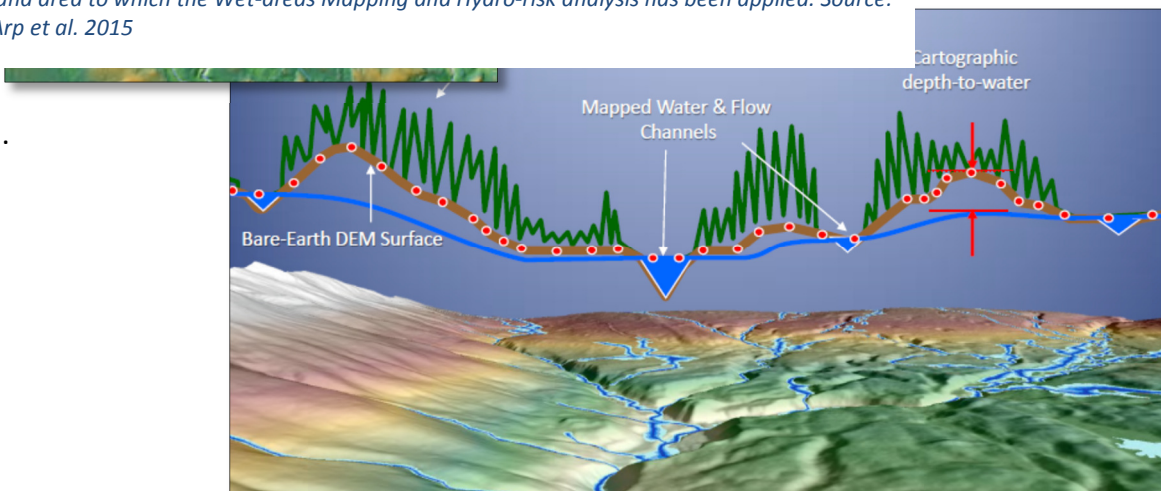 and area to which the Wet-areas Mapping and Hydro-risk analysis has been applied. Source:
Arp et al. 2015
.
Cartographic
depth-to-water
Mapped Water & Flow
Channels
Bare-Earth DEM Surface